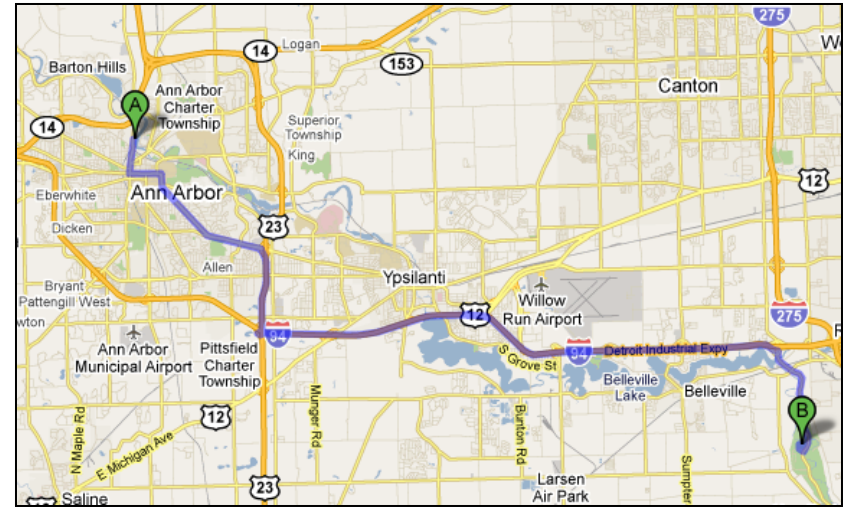 275
14
Logan
153
Barton Hills
Canton
A
Ann Arbor
Charter
Township
14
Superior
Township
King
12
Eberwhite
Ann Arbor
Dicken
23
Allen
Ypsilanti
Bryant
Pattengill West
Willow
Run Airport
275
12
94
Ann Arbor
Municipal Airport
Pittsfield
Charter
Township
S Grove St
94
Detroit Industrial Expy
Belleville
Lake
Belleville
N Maple Rd
12
E Michigan Ave
Munger Rd
Bunton Rd
B
23
Larsen
Air Park
Sumpter
Saline